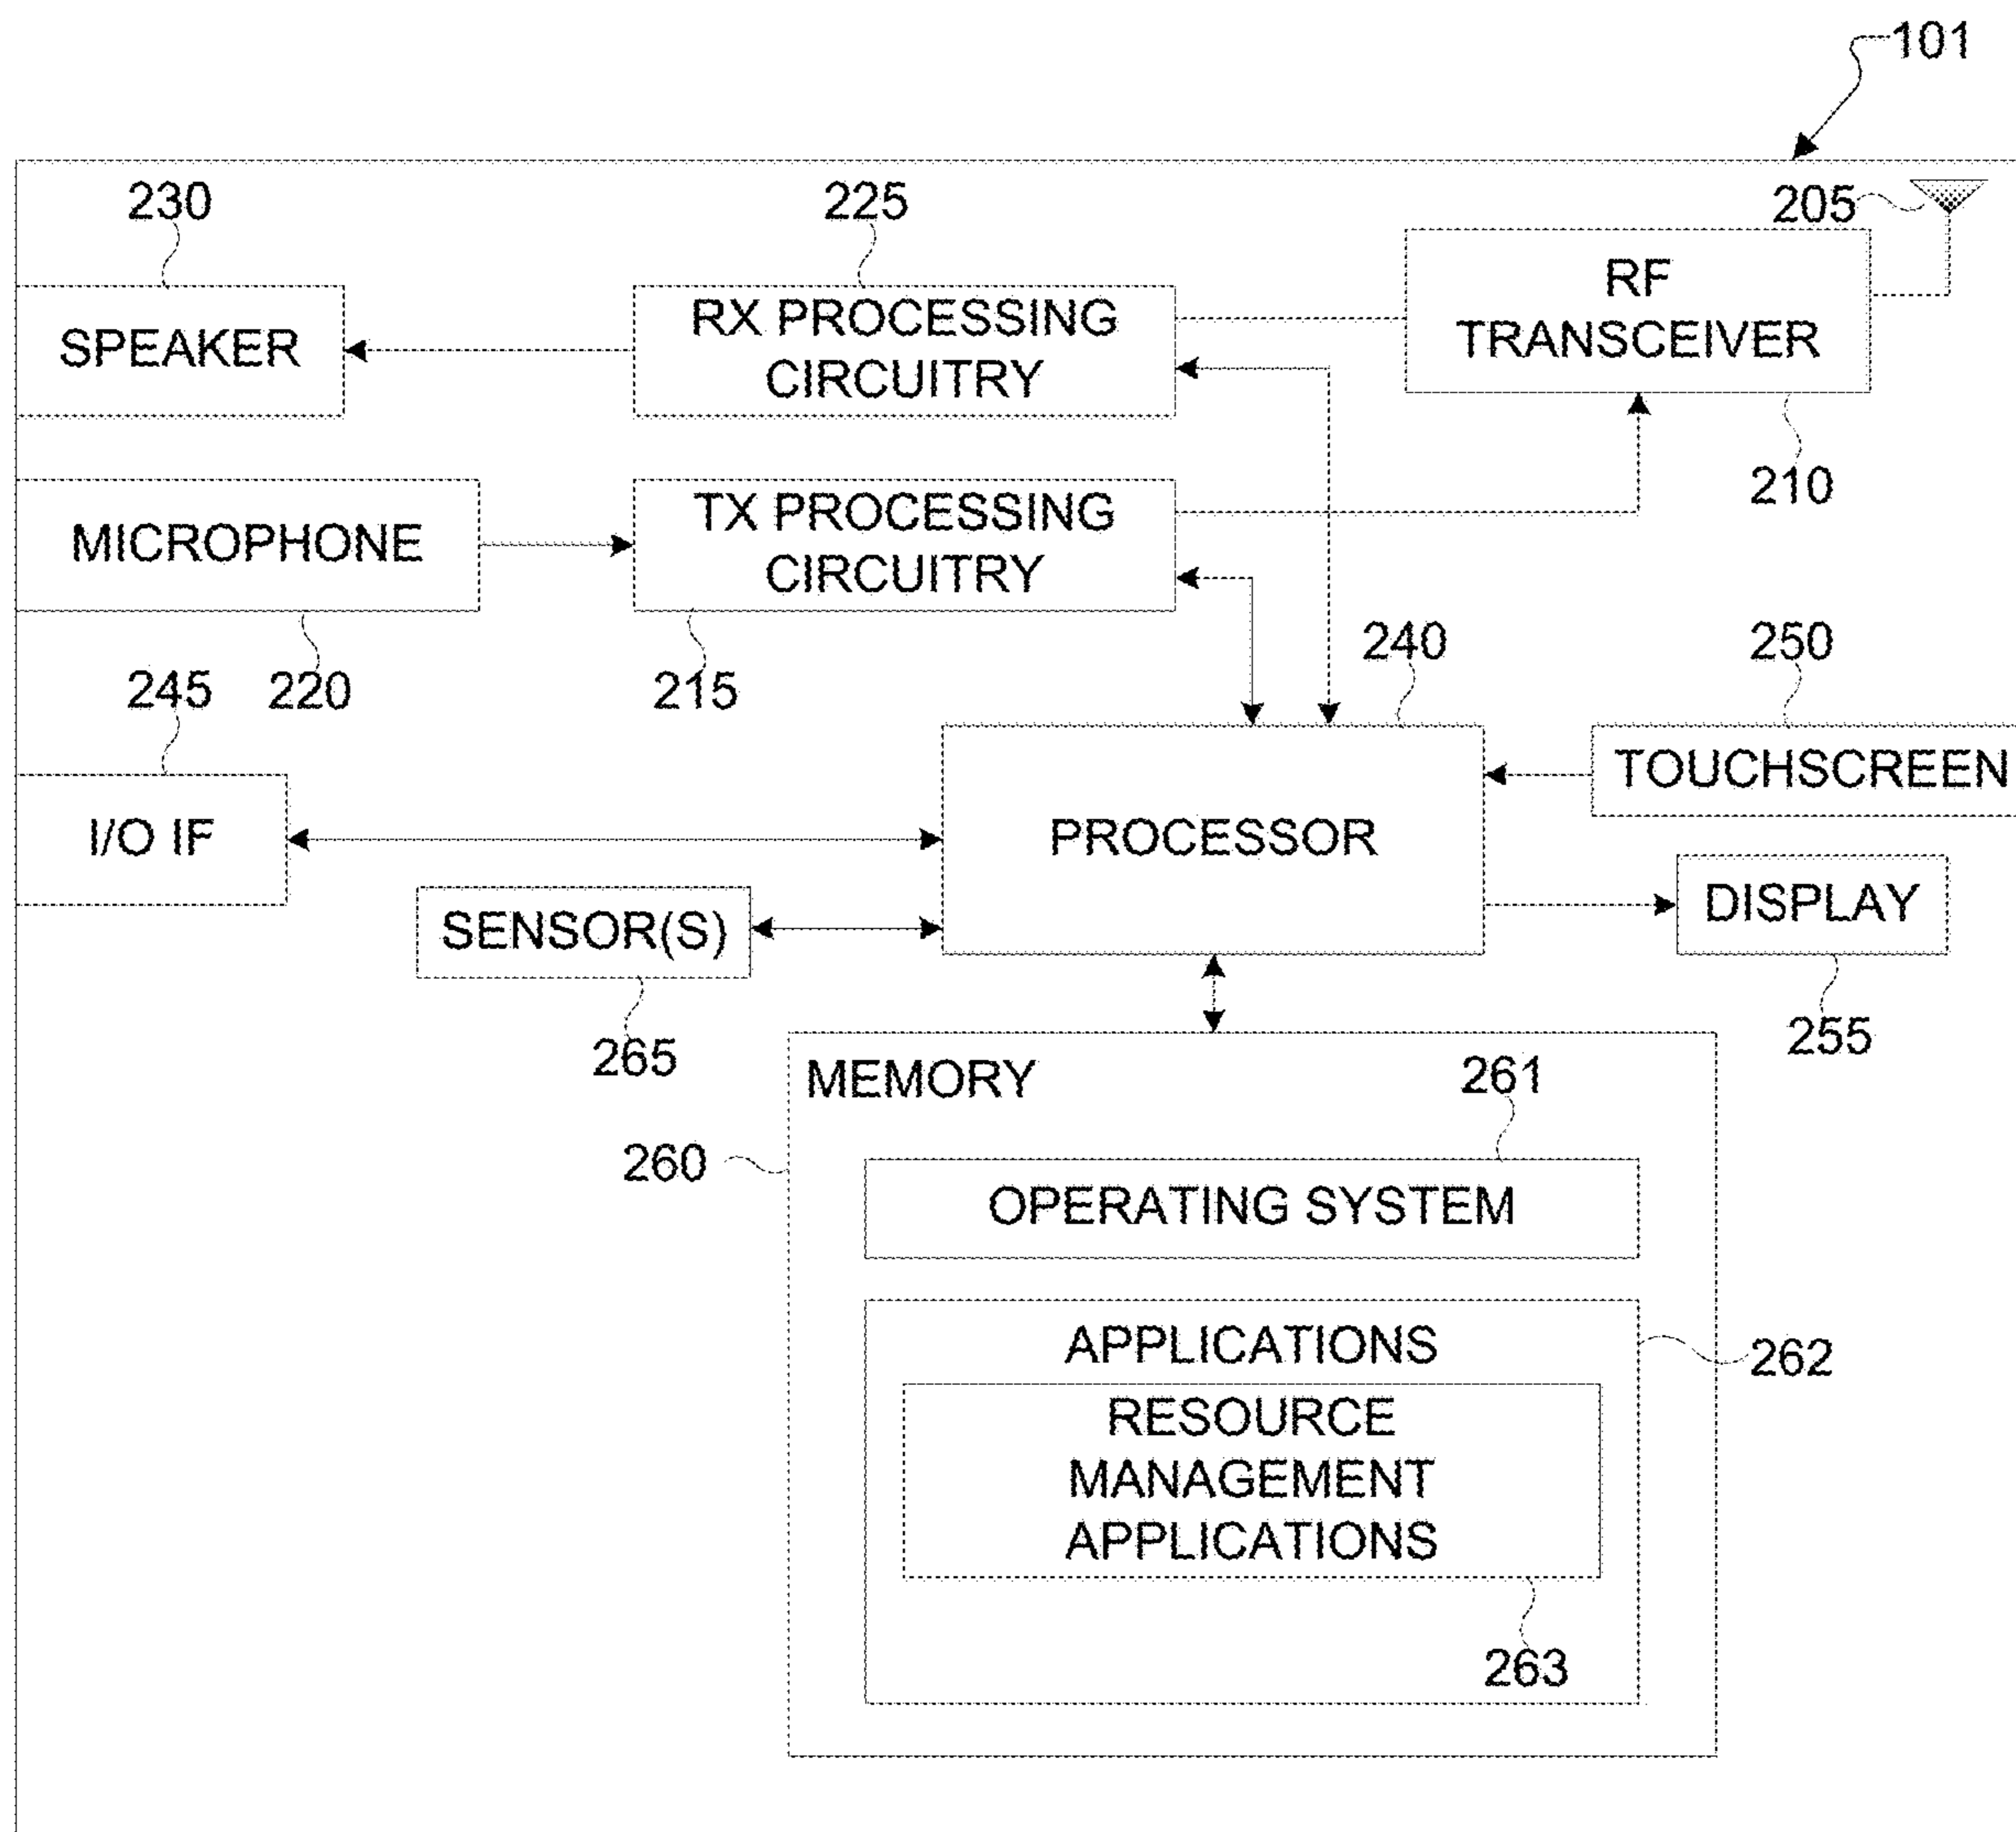 101
230
225
205
SPEAKER
RX PROCESSING
CIRCUITRY
RF
TRANSCEIVER
210
MICROPHONE
TX PROCESSING
CIRCUITRY
220
215
240
250
245
I/O IF
PROCESSOR
TOUCHSCREEN
SENSOR(S)
DISPLAY
265
255
MEMORY
261
260
OPERATING SYSTEM
APPLICATIONS
262
RESOURCE
MANAGEMENT
APPLICATIONS
263